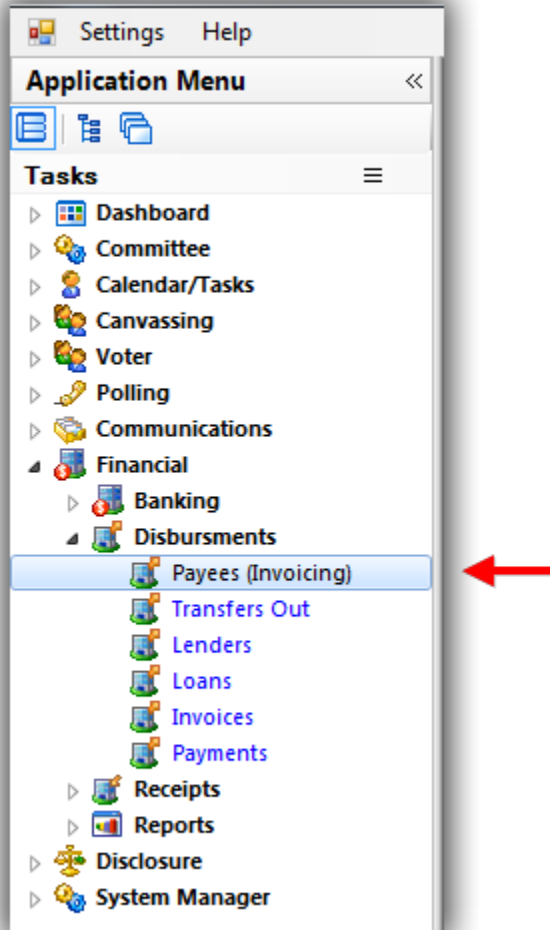 Settings Help
Application Menu
Tasks
Dashboard
Committee
Calendar/Tasks
Canvassing
Voter
Polling
Communications
Financial
Banking
Disbursments
Payees (Invoicing)
Transfers Out
Lenders
Loans
Invoices
Payments
Receipts
Reports
Disclosure
System Manager